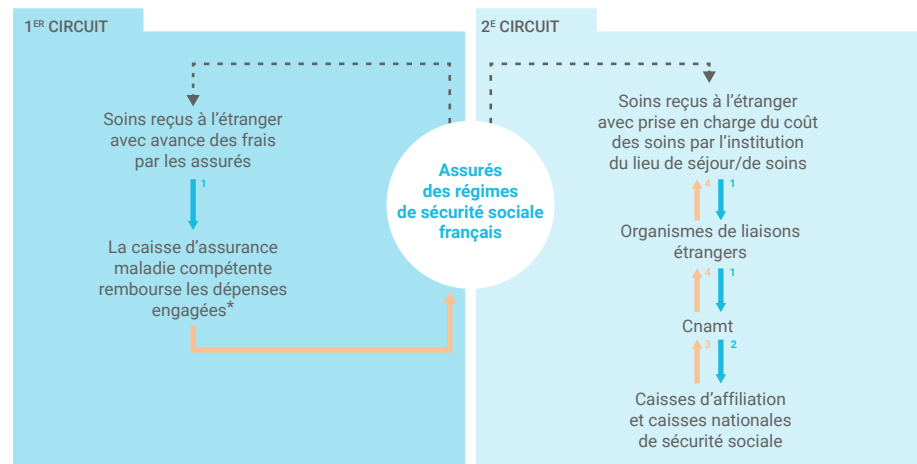 1ER CIRCUIT
Soins reçus à l'étranger
avec avance des frais
par les assurés
1
La caisse d'assurance
maladie compétente
rembourse les dépenses
engagées*
Assurés
des régimes
de sécurité sociale
français
2E CIRCUIT
Soins reçus à l'étranger
avec prise en charge du coût
des soins par l'institution
du lieu de séjour/de soins
4 1
Organismes de liaisons
étrangers
4 1
Cnamt
3 2
Caisses d'affiliation
et caisses nationales
de sécurité sociale